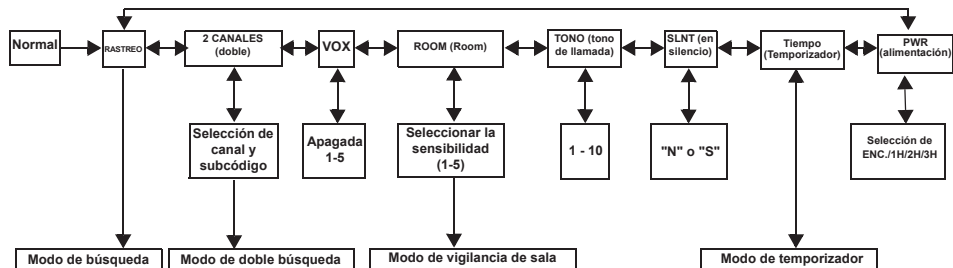 Normal
RASTREO
2 CANALES
(doble)
VOX
ROOM (Room)
TONO (tono
de llamada)
SLNT (en
silencio)
Tiempo
(Temporizador)
PWR
(alimentación)
Selección de
canal y
subcódigo
Apagada
1-5
Seleccionar la
sensibilidad
(1-5)
1 - 10
"N" o "S"
Selección de
ENC./1H/2H/3H
Modo de búsqueda
Modo de doble búsqueda
Modo de vigilancia de sala
Modo de temporizador